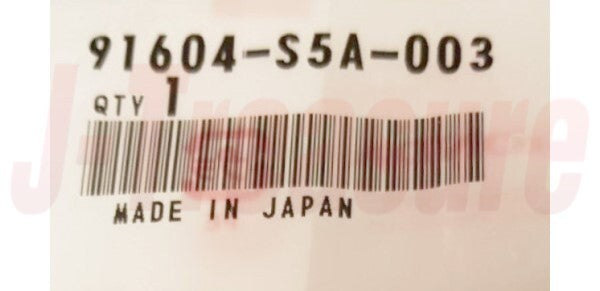 91604-S5A-003
QTY 1
J-Treasure
MADE IN JAPAN